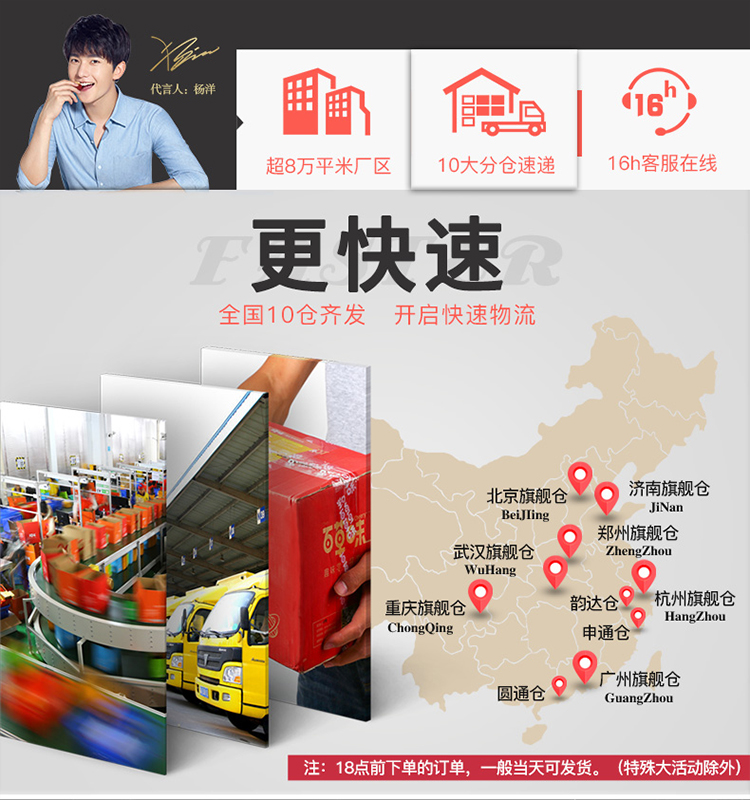 代言人：杨洋
超8万平米厂区
10大分仓速递
16h
16h客服在线
FASTER
更快速
全国10仓齐发 开启快速物流
百草味
北京旗舰仓
BeiJIing
济南旗舰仓
JiNan
郑州旗舰仓
ZhengZhou
武汉旗舰仓
WuHang
重庆旗舰仓
ChongQing
韵达仓
杭州旗舰仓
HangZhou
申通仓
圆通仓
广州旗舰仓
GuangZhou
注：18点前下单的订单，一般当天可发货。（特殊大活动除外）